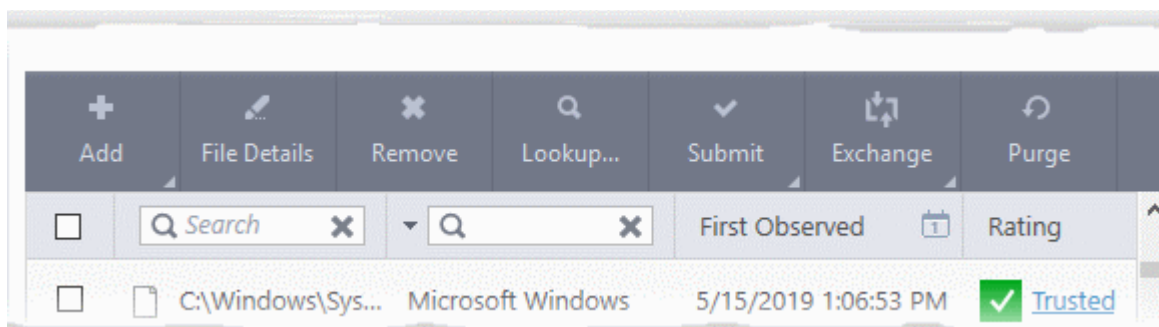 Add File Details Remove Lookup... Submit Exchange Purge
Search First Observed 1 Rating
C:\Windows\Sys... Microsoft Windows 5/15/2019 1:06:53 PM Trusted